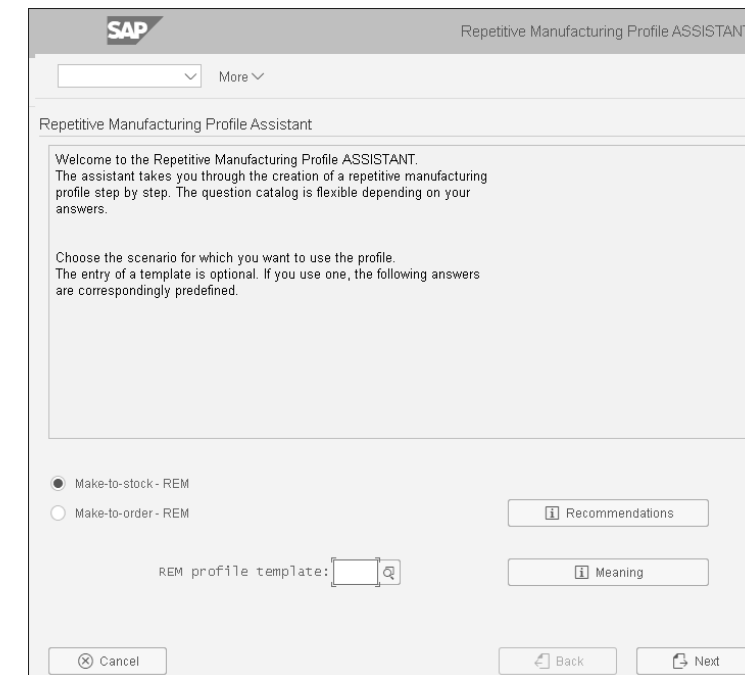 SAP
Repetitive Manufacturing Profile ASSISTANT
More
Repetitive Manufacturing Profile Assistant
Welcome to the Repetitive Manufacturing Profile ASSISTANT.
The assistant takes you through the creation of a repetitive manufacturing
profile step by step. The question catalog is flexible depending on your
answers.
Choose the scenario for which you want to use the profile.
The entry of a template is optional. If you use one, the following answers
are correspondingly predefined.
Make-to-stock - REM
Make-to-order - REM
Recommendations
REM profile template:
Meaning
Cancel
Back
Next